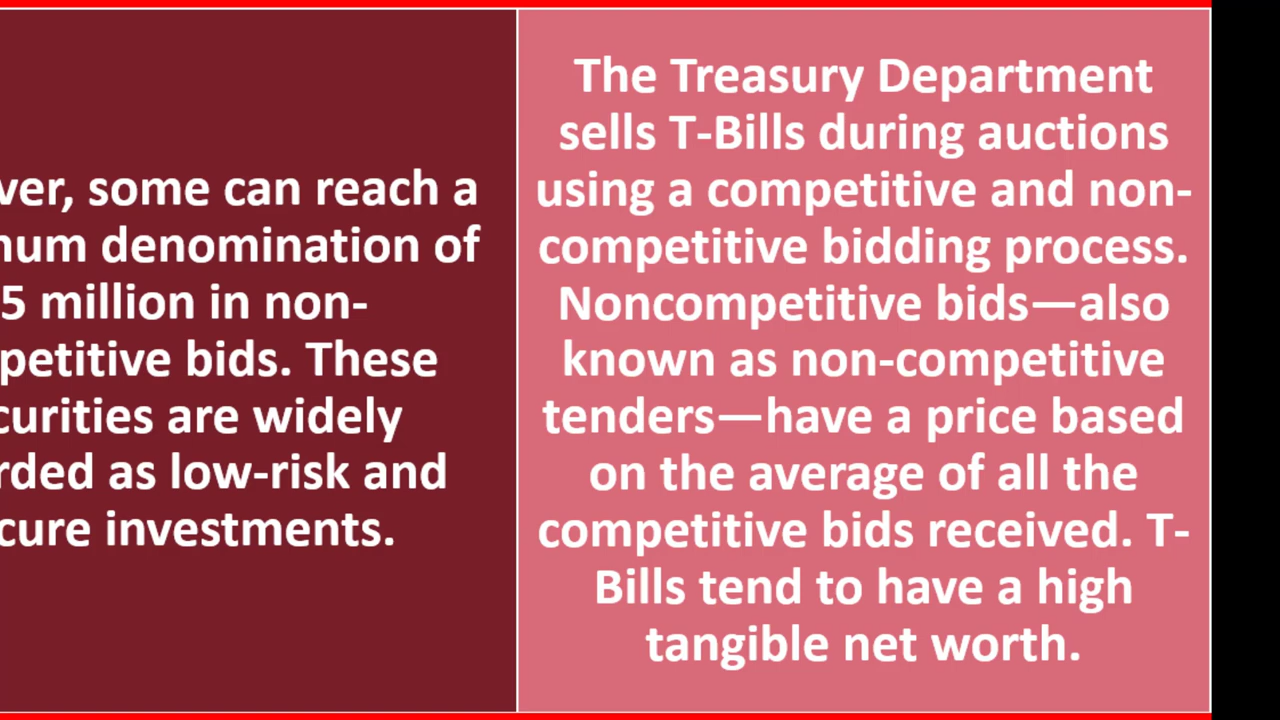 ver, some can reach a
num denomination of
5 million in non-
petitive bids. These
curities are widely
rded as low-risk and
cure investments.
The Treasury Department
sells T-Bills during auctions
using a competitive and non-
competitive bidding process.
Noncompetitive bids—also
known as non-competitive
tenders—have a price based
on the average of all the
competitive bids received. T-
Bills tend to have a high
tangible net worth.